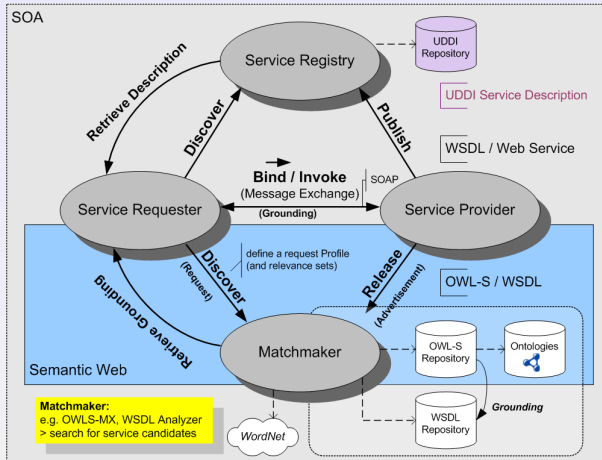 SOA
Service Registry
UDDI
Repository
UDDI Service Description
Retrieve Description
Discover
Publish
WSDL / Web Service
Bind / Invoke
(Message Exchange)
SOAP
(Grounding)
Service Requester
Service Provider
define a request Profile
(and relevance sets)
Discover
(Request)
Release
(Advertisement)
OWL-S / WSDL
Retrieve Grounding
Matchmaker
OWL-S
Repository
Ontologies
Semantic Web
Grounding
WSDL
Repository
Matchmaker:
e.g. OWLS-MX, WSDL Analyzer
> search for service candidates
WordNet